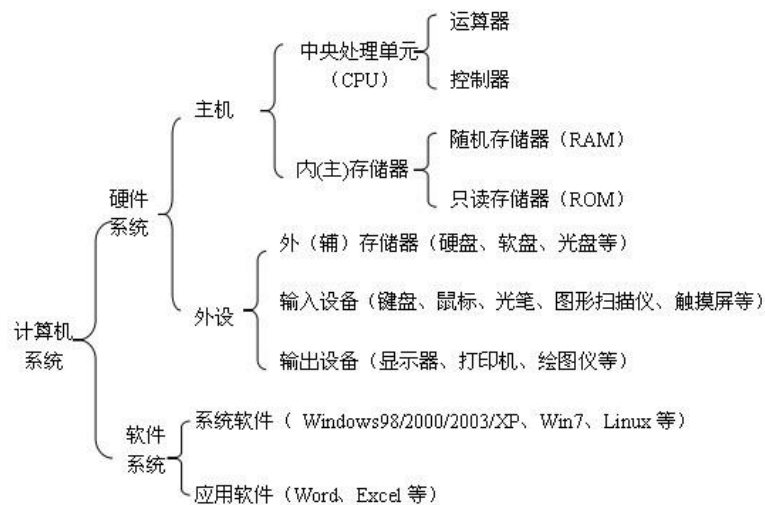 运算器
中央处理单元
（CPU）
控制器
主机
随机存储器（RAM）
内(主)存储器
只读存储器（ROM）
硬件
系统
外（辅）存储器（硬盘、软盘、光盘等）
输入设备（键盘、鼠标、光笔、图形扫描仪、触摸屏等）
外设
输出设备（显示器、打印机、绘图仪等）
计算机
系统
系统软件（ Windows98/2000/2003/XP、Win7、Linux 等）
软件
系统
应用软件（Word、Excel 等）